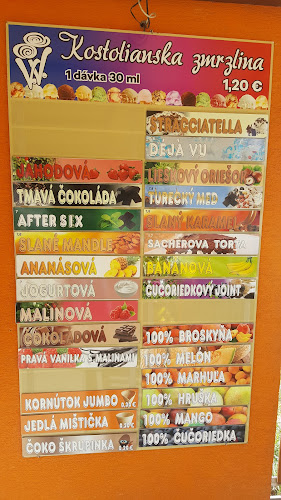 Kostolianska zmrzlina
1 dávka 30 ml
1,20 €
JAHODOVÁ
TMAVÁ ČOKOLÁDA
AFTER SIX
SLANÉ MANDLE
ANANÁSOVÁ
JOGURTOVÁ
MALINOVÁ
ČOKOLÁDOVÁ
PRAVÁ VANILKA S MALINAMI
KORNÚTOK JUMBO
JEDLÁ MIŠTIČKA
ČOKO ŠKRUPINKA
STRACCIATELLA
DÉJÀ VU
LIESKOVÝ ORIEŠOK
TURECKÝ MED
SLANÝ KARAMEL
SACHEROVA TORTA
BANÁNOVÁ
ČUČORIEDKOVÝ JOINT
100% BROSKYŇA
100% MELÓN
100% MARHUĽA
100% HRUŠKA
100% MANGO
100% ČUČORIEDKA